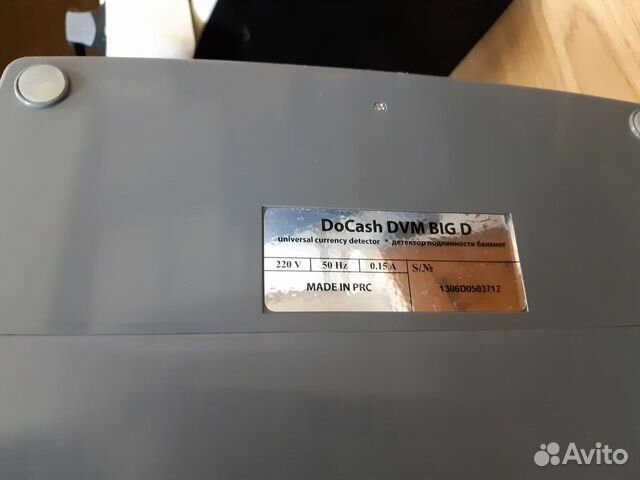 DoCash DVM BIG D
universal currency detector • детектор подлинности банкнот
220 V 50 Hz 0.15 A S/№
MADE IN PRC 1306D0503712
Avito